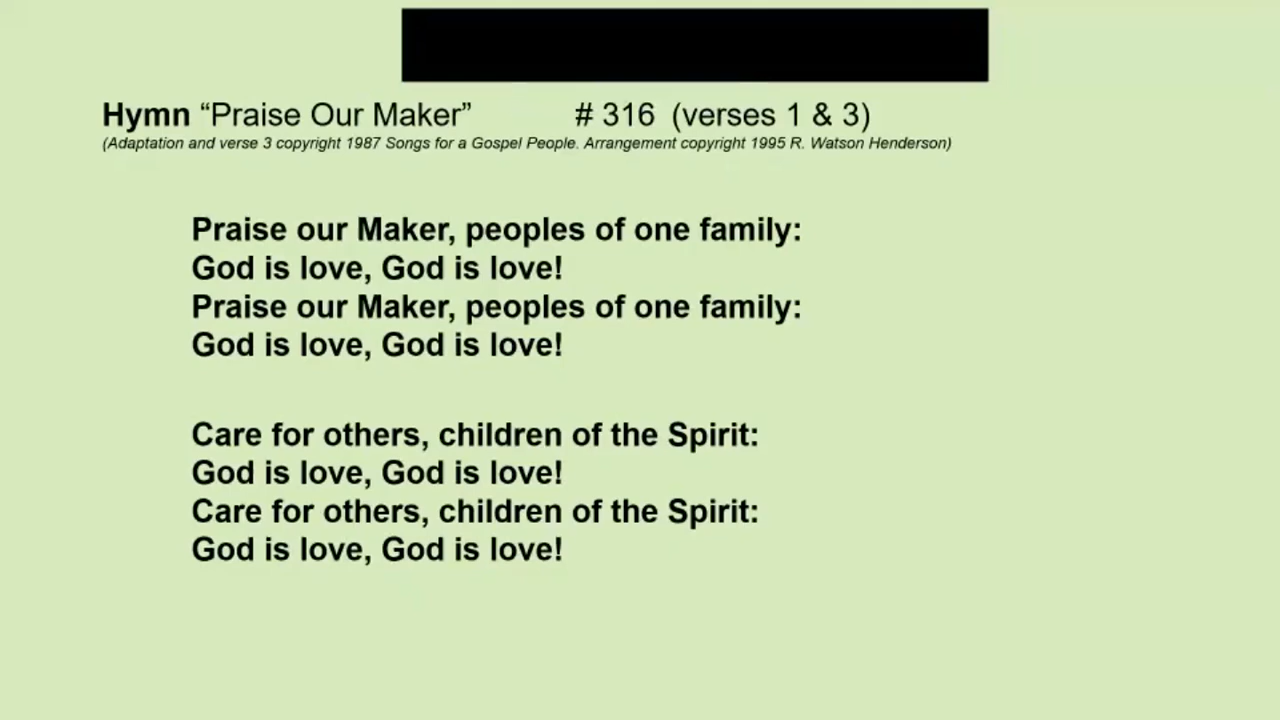 Hymn “Praise Our Maker” # 316 (verses 1 & 3)
(Adaptation and verse 3 copyright 1987 Songs for a Gospel People. Arrangement copyright 1995 R. Watson Henderson)
Praise our Maker, peoples of one family:
God is love, God is love!
Praise our Maker, peoples of one family:
God is love, God is love!
Care for others, children of the Spirit:
God is love, God is love!
Care for others, children of the Spirit:
God is love, God is love!